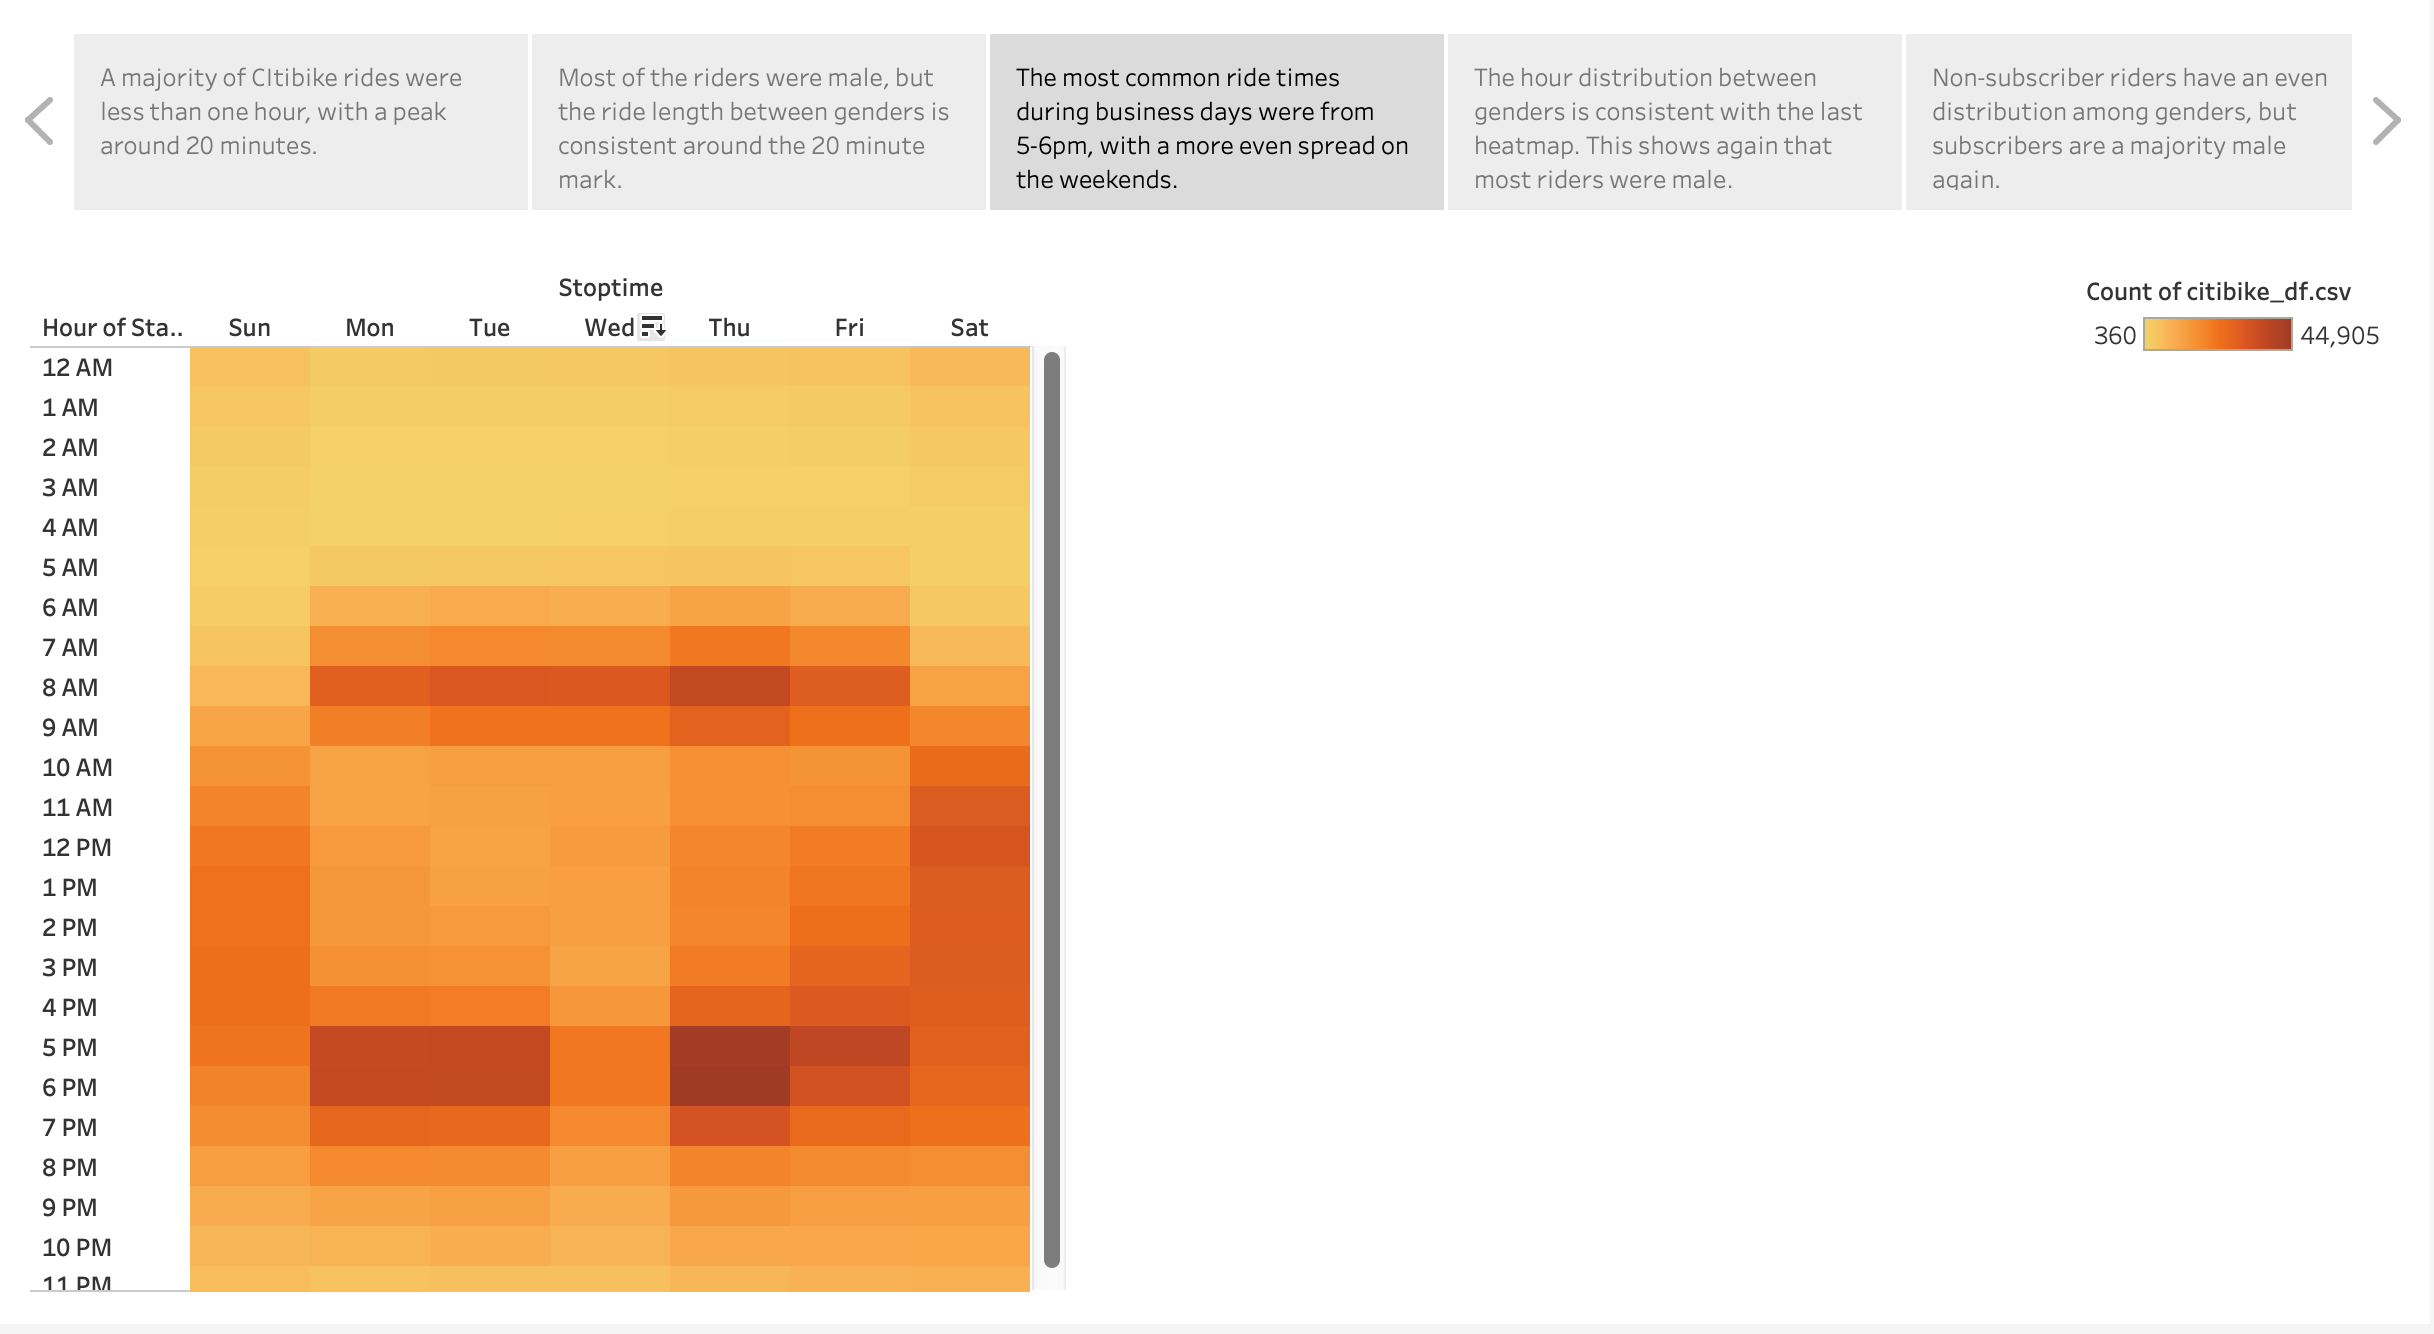 A majority of CItibike rides were
less than one hour, with a peak
around 20 minutes.
Most of the riders were male, but
the ride length between genders is
consistent around the 20 minute
mark.
The most common ride times
during business days were from
5-6pm, with a more even spread on
the weekends.
The hour distribution between
genders is consistent with the last
heatmap. This shows again that
most riders were male.
Non-subscriber riders have an even
distribution among genders, but
subscribers are a majority male
again.
Stoptime
Hour of Sta.. Sun Mon Tue Wed Thu Fri Sat
12 AM
1 AM
2 AM
3 AM
4 AM
5 AM
6 AM
7 AM
8 AM
9 AM
10 AM
11 AM
12 PM
1 PM
2 PM
3 PM
4 PM
5 PM
6 PM
7 PM
8 PM
9 PM
10 PM
11 PM
Count of citibike_df.csv
360 44,905